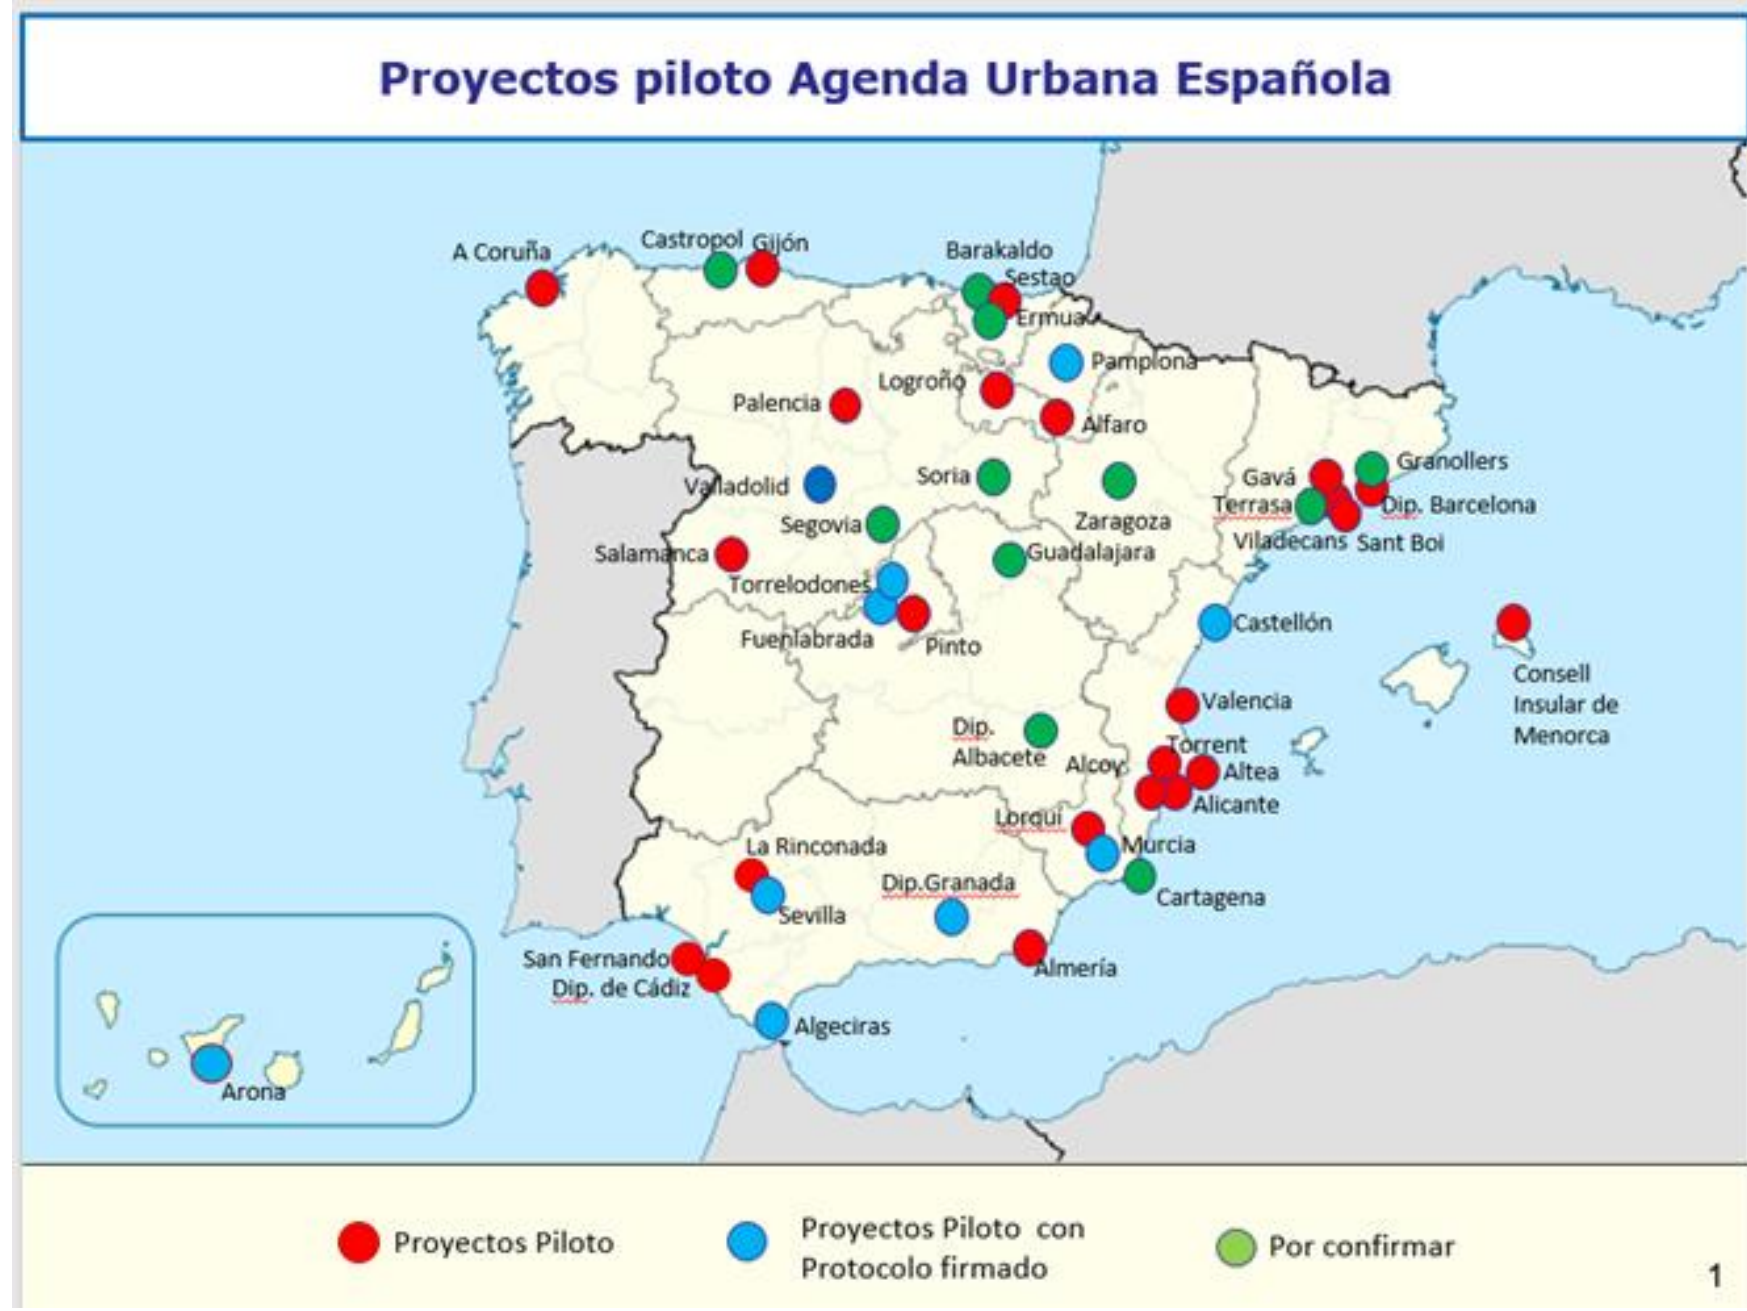 Proyectos piloto Agenda Urbana Española
A Coruña
Castropol
Gijón
Barakaldo
Sestao
Ermua
Pamplona
Logroño
Palencia
Alfaro
Valladolid
Soria
Gavá
Granollers
Terrasa
Dip. Barcelona
Segovia
Zaragoza
Viladecans
Sant Boi
Salamanca
Guadalajara
Torrelodones
Fuenlabrada
Pinto
Castellón
Consell
Insular de
Menorca
Valencia
Dip.
Albacete
Torrent
Alcoy
Altea
Alicante
Lorquí
Murcia
La Rinconada
Dip.Granada
Cartagena
Sevilla
San Fernando
Dip. de Cádiz
Almería
Algeciras
Arona
Proyectos Piloto
Proyectos Piloto con
Protocolo firmado
Por confirmar
1